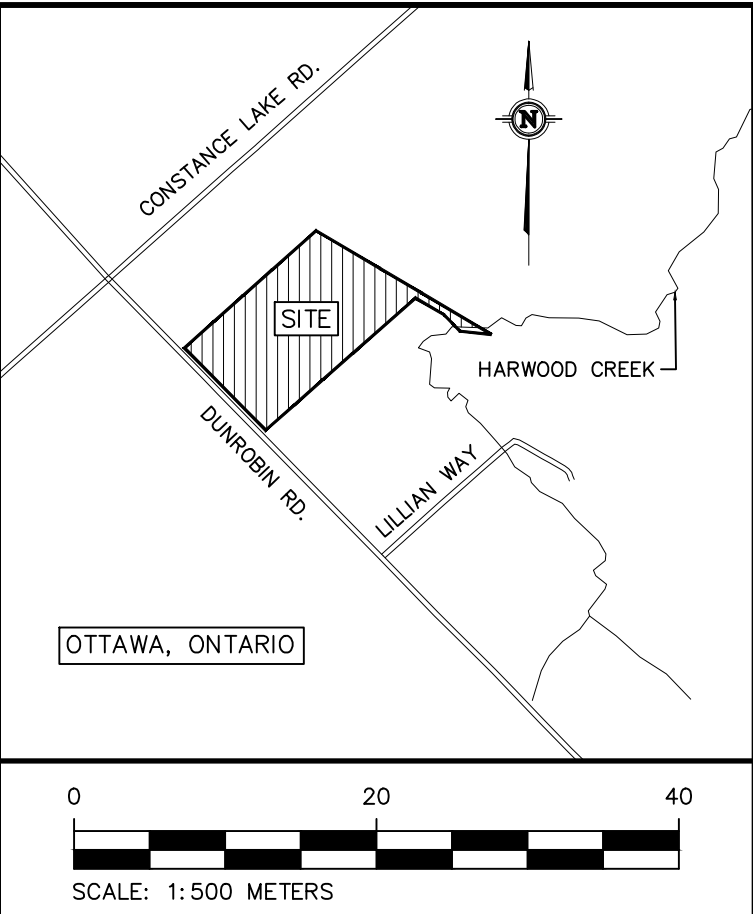 CONSTANCE LAKE RD.
N
SITE
HARWOOD CREEK
DUNROBIN RD.
LILLIAN WAY
OTTAWA, ONTARIO
0 20 40
SCALE: 1:500 METERS